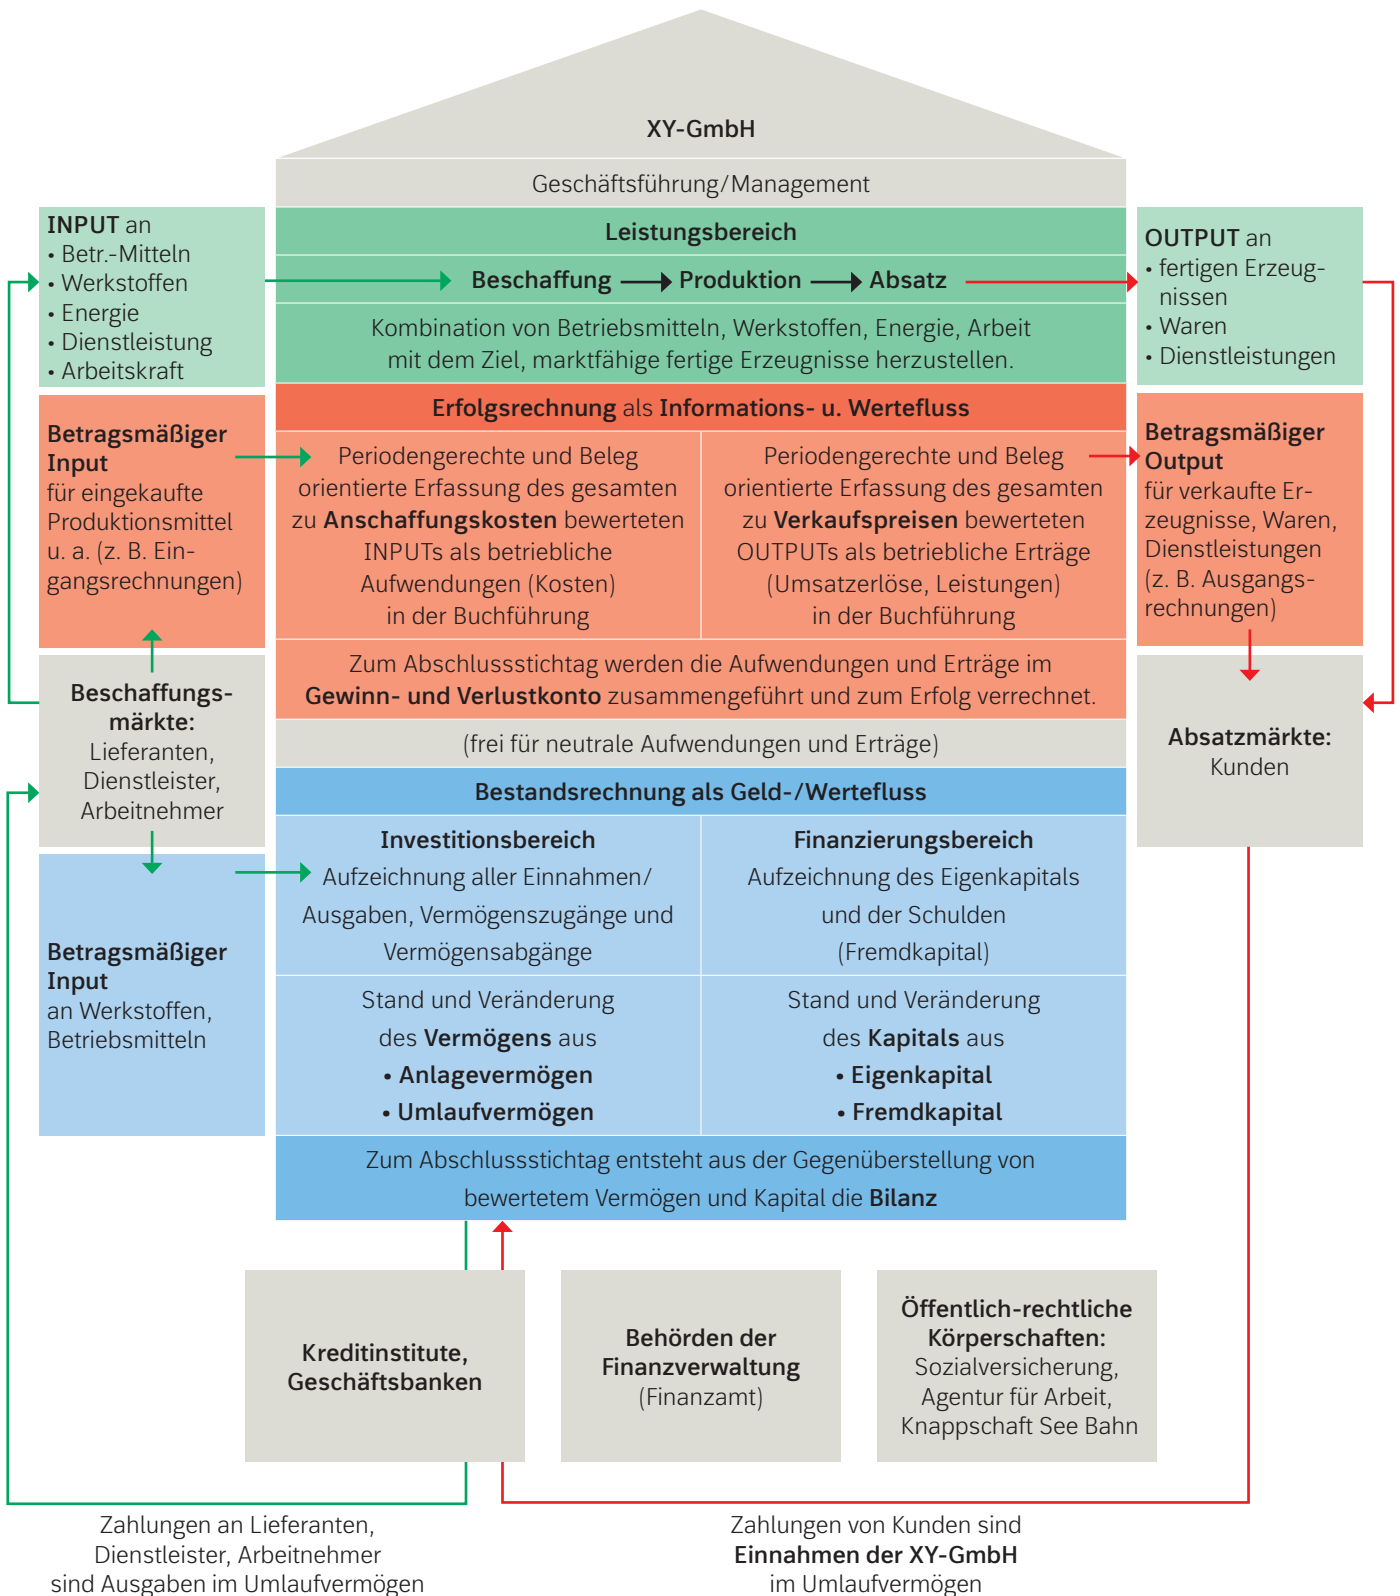 XY-GmbH
Geschäftsführung/Management
INPUT an
• Betr.-Mitteln
• Werkstoffen
• Energie
• Dienstleistung
• Arbeitskraft
Leistungsbereich
Beschaffung Produktion Absatz
Kombination von Betriebsmitteln, Werkstoffen, Energie, Arbeit
mit dem Ziel, marktfähige fertige Erzeugnisse herzustellen.
OUTPUT an
• fertigen Erzeug-
nissen
• Waren
• Dienstleistungen
Betragsmäßiger
Input
für eingekaufte
Produktionsmittel
u. a. (z. B. Ein-
gangsrechnungen)
Erfolgsrechnung als Informations- u. Wertefluss
Periodengerechte und Beleg
orientierte Erfassung des gesamten
zu Anschaffungskosten bewerteten
INPUTs als betriebliche
Aufwendungen (Kosten)
in der Buchführung
Periodengerechte und Beleg
orientierte Erfassung des gesamten
zu Verkaufspreisen bewerteten
OUTPUTs als betriebliche Erträge
(Umsatzerlöse, Leistungen)
in der Buchführung
Betragsmäßiger
Output
für verkaufte Er-
zeugnisse, Waren,
Dienstleistungen
(z. B. Ausgangs-
rechnungen)
Zum Abschlussstichtag werden die Aufwendungen und Erträge im
Gewinn- und Verlustkonto zusammengeführt und zum Erfolg verrechnet.
Beschaffungs-
märkte:
Lieferanten,
Dienstleister,
Arbeitnehmer
(frei für neutrale Aufwendungen und Erträge)
Absatzmärkte:
Kunden
Bestandsrechnung als Geld-/Wertefluss
Betragsmäßiger
Input
an Werkstoffen,
Betriebsmitteln
Investitionsbereich
Aufzeichnung aller Einnahmen/
Ausgaben, Vermögenszugänge und
Vermögensabgänge
Finanzierungsbereich
Aufzeichnung des Eigenkapitals
und der Schulden
(Fremdkapital)
Stand und Veränderung
des Vermögens aus
• Anlagevermögen
• Umlaufvermögen
Stand und Veränderung
des Kapitals aus
• Eigenkapital
• Fremdkapital
Zum Abschlussstichtag entsteht aus der Gegenüberstellung von
bewertetem Vermögen und Kapital die Bilanz
Kreditinstitute,
Geschäftsbanken
Behörden der
Finanzverwaltung
(Finanzamt)
Öffentlich-rechtliche
Körperschaften:
Sozialversicherung,
Agentur für Arbeit,
Knappschaft See Bahn
Zahlungen an Lieferanten,
Dienstleister, Arbeitnehmer
sind Ausgaben im Umlaufvermögen
Zahlungen von Kunden sind
Einnahmen der XY-GmbH
im Umlaufvermögen